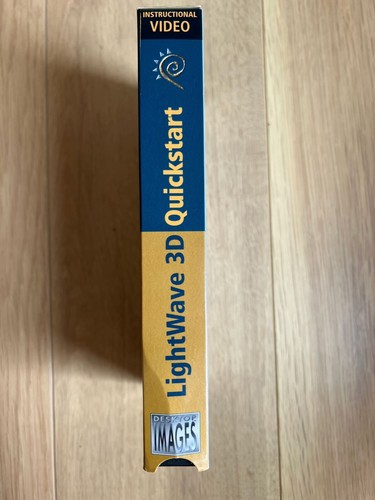 INSTRUCTIONAL
VIDEO
LightWave 3D Quickstart
DESKTOP
IMAGES